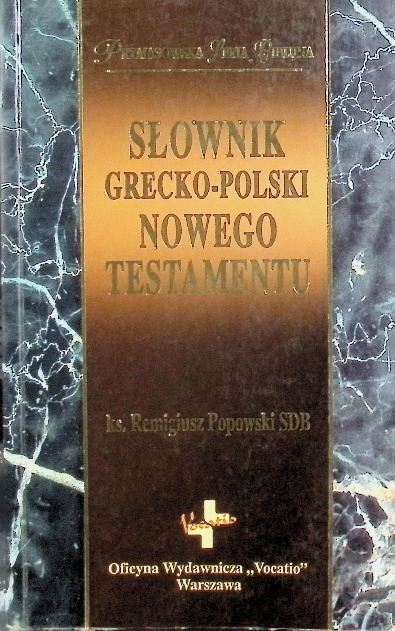 Prymasowska Seria Biblijna
SŁOWNIK
GRECKO-POLSKI
NOWEGO
TESTAMENTU
ks. Remigiusz Popowski SDB
Vocatio
Oficyna Wydawnicza „Vocatio"
Warszawa